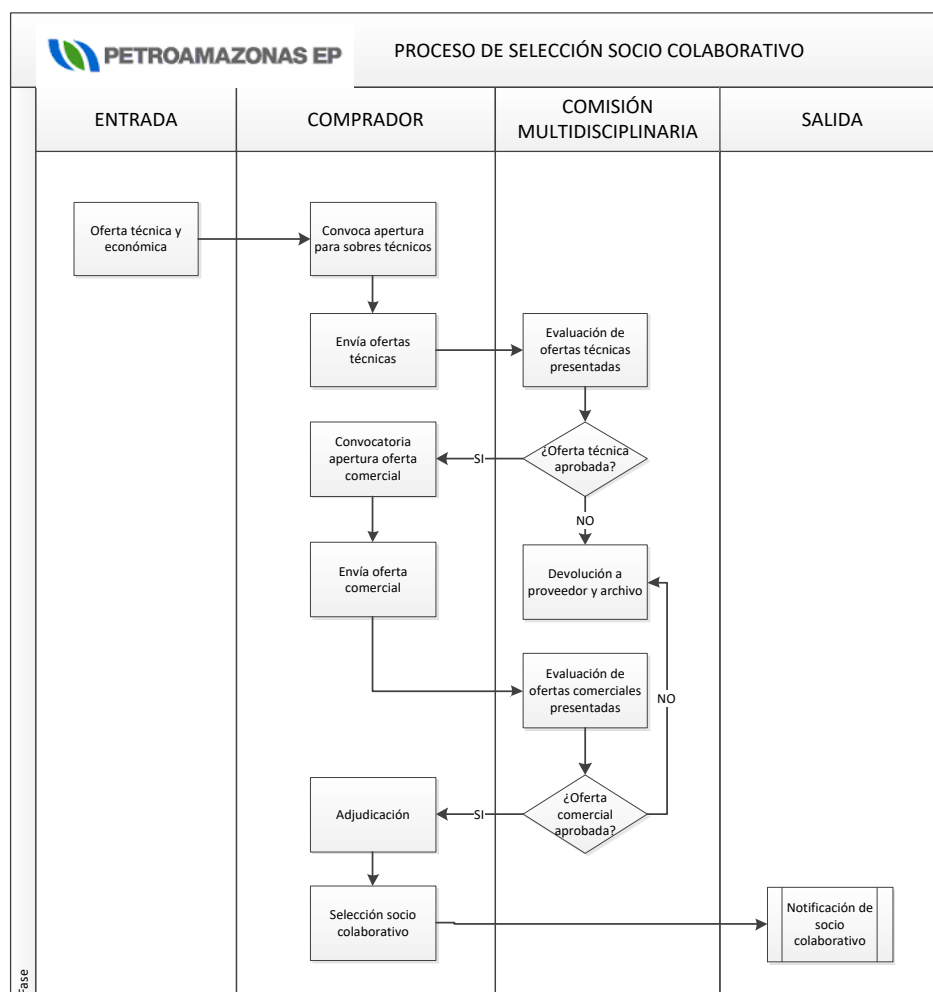 PETROAMAZONAS EP
PROCESO DE SELECCIÓN SOCIO COLABORATIVO
ENTRADA
COMPRADOR
COMISIÓN
MULTIDISCIPLINARIA
SALIDA
Oferta técnica y
económica
Convoca apertura
para sobres técnicos
Envía ofertas
técnicas
Evaluación de
ofertas técnicas
presentadas
Convocatoria
apertura oferta
comercial
SI
¿Oferta técnica
aprobada?
NO
Envía oferta
comercial
Devolución a
proveedor y archivo
Evaluación de
ofertas comerciales
presentadas
NO
Adjudicación
SI
¿Oferta
comercial
aprobada?
Selección socio
colaborativo
Notificación de
socio
colaborativo
Fase